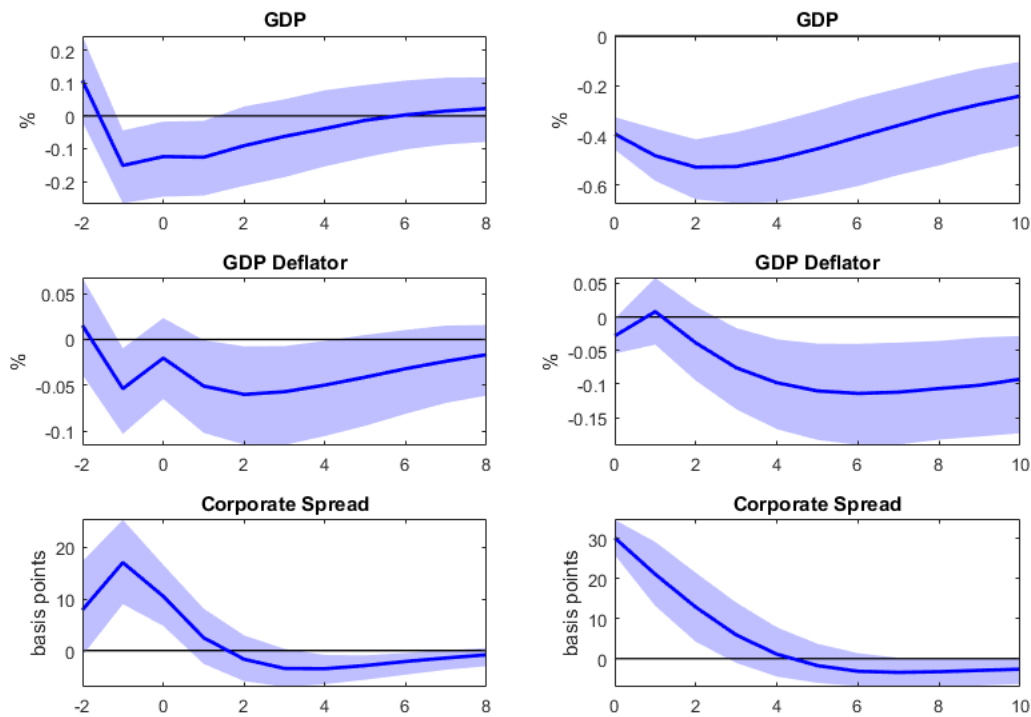 GDP
%
0.2
0.1
0
-0.1
-0.2
-2 0 2 4 6 8
GDP
%
0
-0.2
-0.4
-0.6
0 2 4 6 8 10
GDP Deflator
%
0.05
0
-0.05
-0.1
-2 0 2 4 6 8
GDP Deflator
%
0.05
0
-0.05
-0.1
-0.15
0 2 4 6 8 10
Corporate Spread
basis points
20
10
0
-2 0 2 4 6 8
Corporate Spread
basis points
30
20
10
0
0 2 4 6 8 10